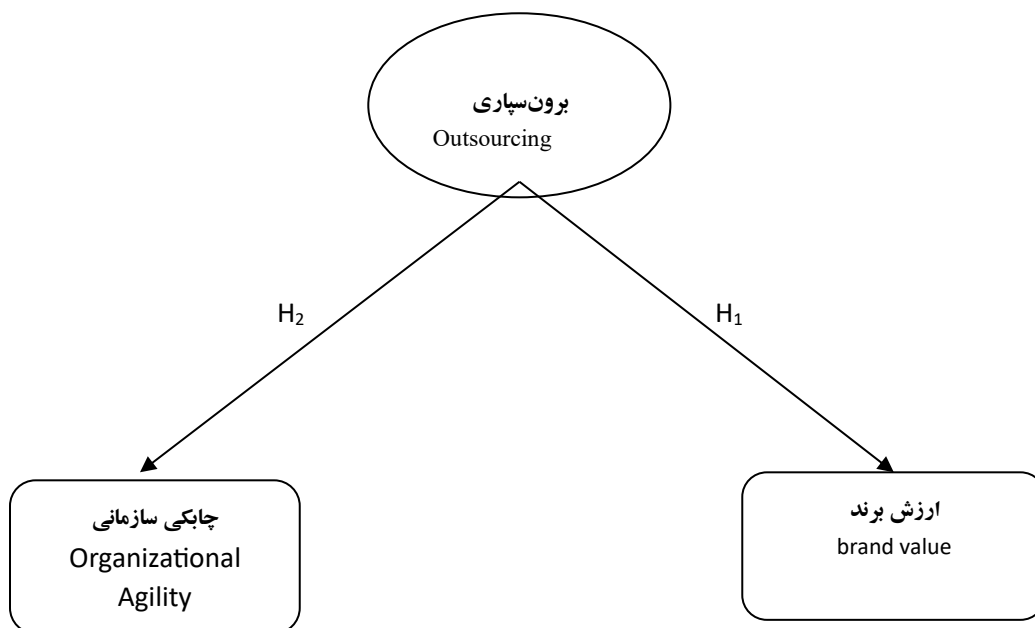 برون‌سپاری
Outsourcing
H₂
H₁
چابکی سازمانی
Organizational
Agility
ارزش برند
brand value